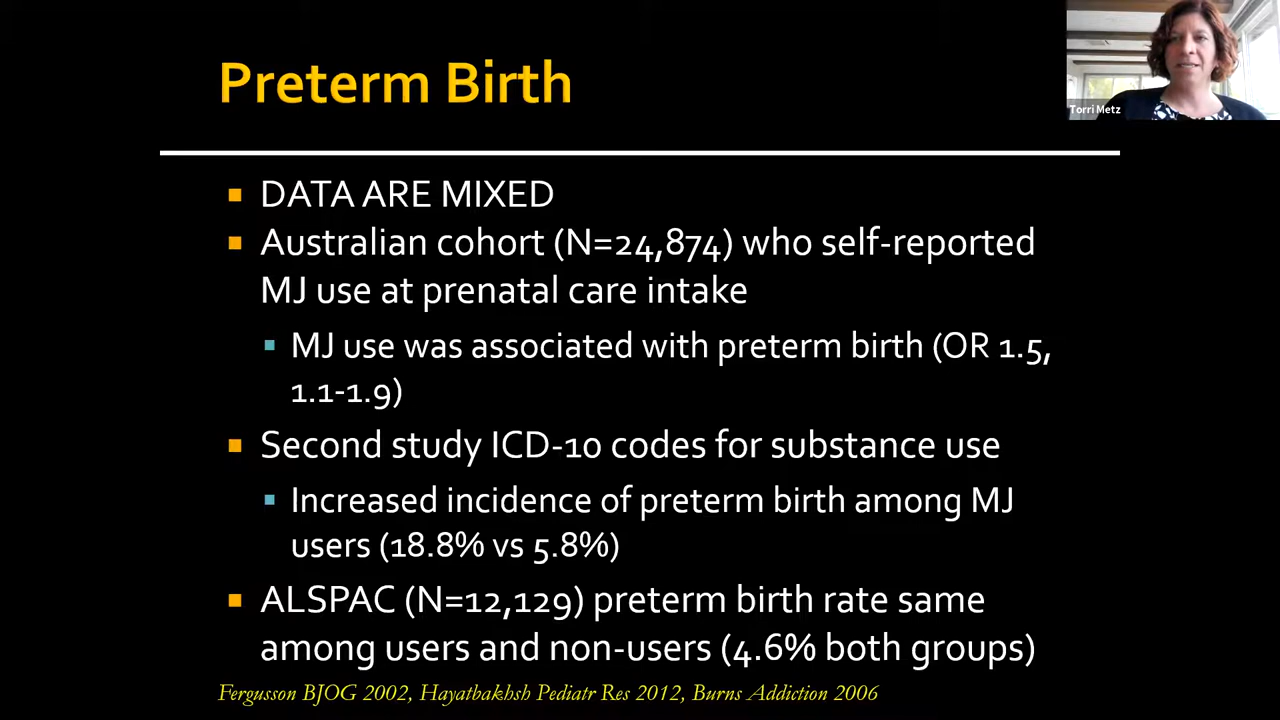 Preterm Birth
Torri Metz
DATA ARE MIXED
Australian cohort (N=24,874) who self-reported
MJ use at prenatal care intake
MJ use was associated with preterm birth (OR 1.5,
1.1-1.9)
Second study ICD-10 codes for substance use
Increased incidence of preterm birth among MJ
users (18.8% vs 5.8%)
ALSPAC (N=12,129) preterm birth rate same
among users and non-users (4.6% both groups)
Fergusson BJOG 2002, Hayatbakhsh Pediatr Res 2012, Burns Addiction 2006